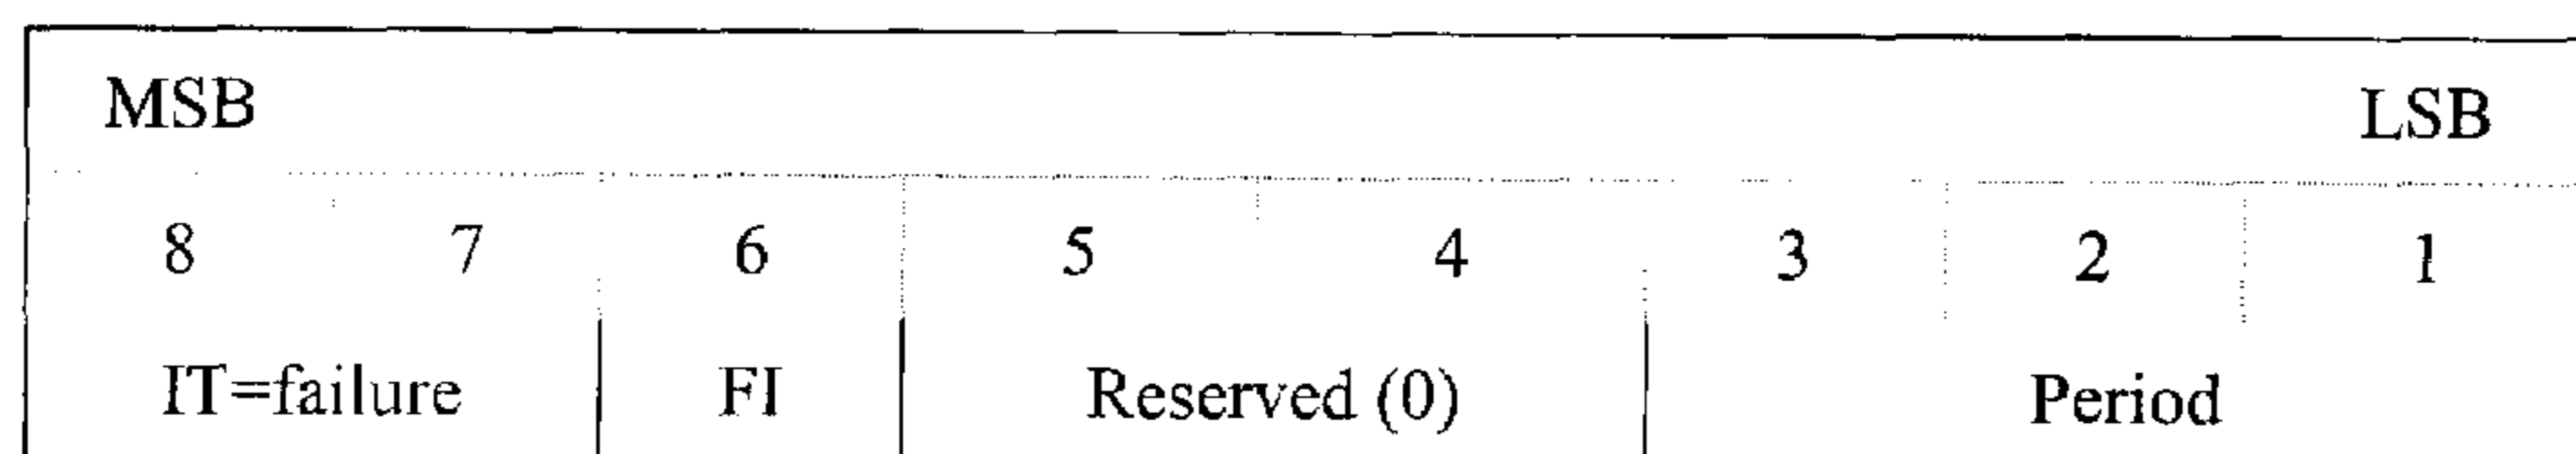 MSB LSB
8 7 6 5 4 3 2 1
IT=failure FI Reserved (0) Period